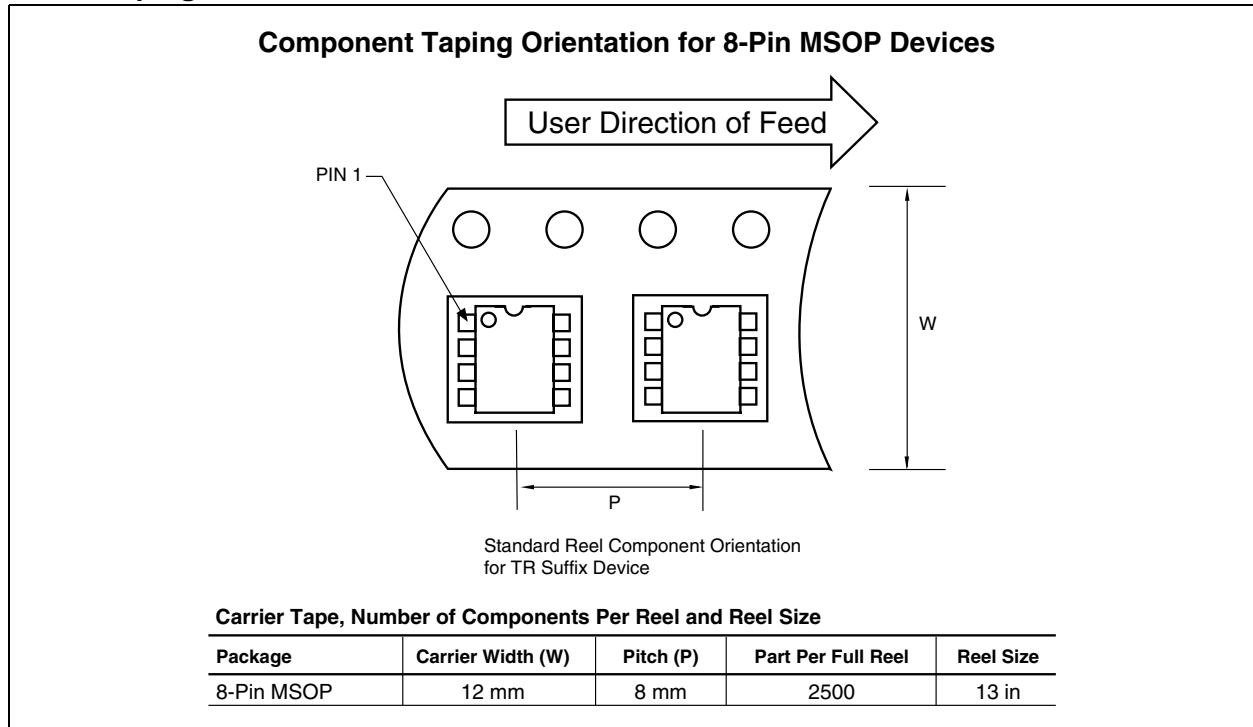 Component Taping Orientation for 8-Pin MSOP Devices
User Direction of Feed
PIN 1
W
P
Standard Reel Component Orientation
for TR Suffix Device
Carrier Tape, Number of Components Per Reel and Reel Size
Package Carrier Width (W) Pitch (P) Part Per Full Reel Reel Size
8-Pin MSOP 12 mm 8 mm 2500 13 in